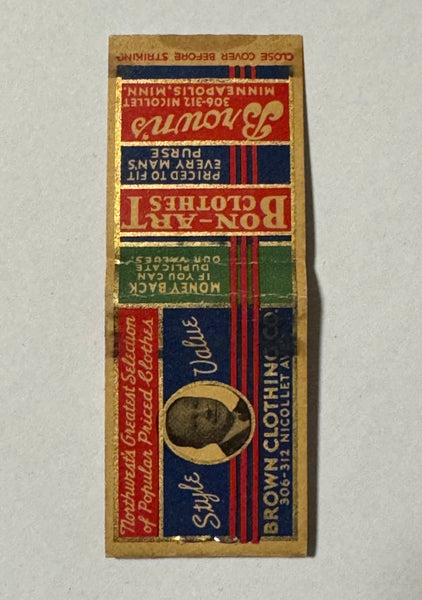 CLOSE COVER BEFORE STRIKING
Brown's
306-312 NICOLLET
MINNEAPOLIS, MINN.
PRICED TO FIT
EVERY MAN'S
PURSE
BON-ART
CLOTHES
MONEY BACK
IF YOU CAN
DUPLICATE
OUR VALUES.
Northwest's Greatest Selection
of Popular Priced Clothes
Style Value
BROWN CLOTHING CO.
306-312 NICOLLET AV